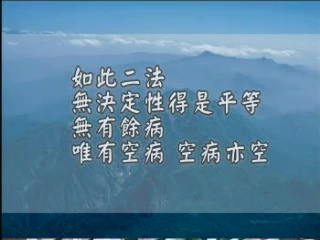 如此二法
無決定性得是平等
無有餘病
唯有空病 空病亦空